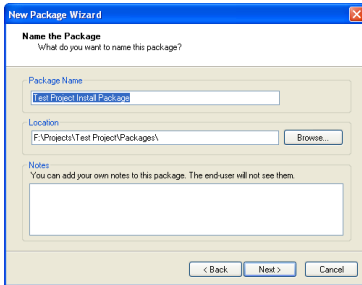 New Package Wizard
Name the Package
What do you want to name this package?
Package Name
Test Project Install Package
Location
F:\Projects\Test Project\Packages\
Browse...
Notes
You can add your own notes to this package. The end-user will not see them.
< Back
Next >
Cancel